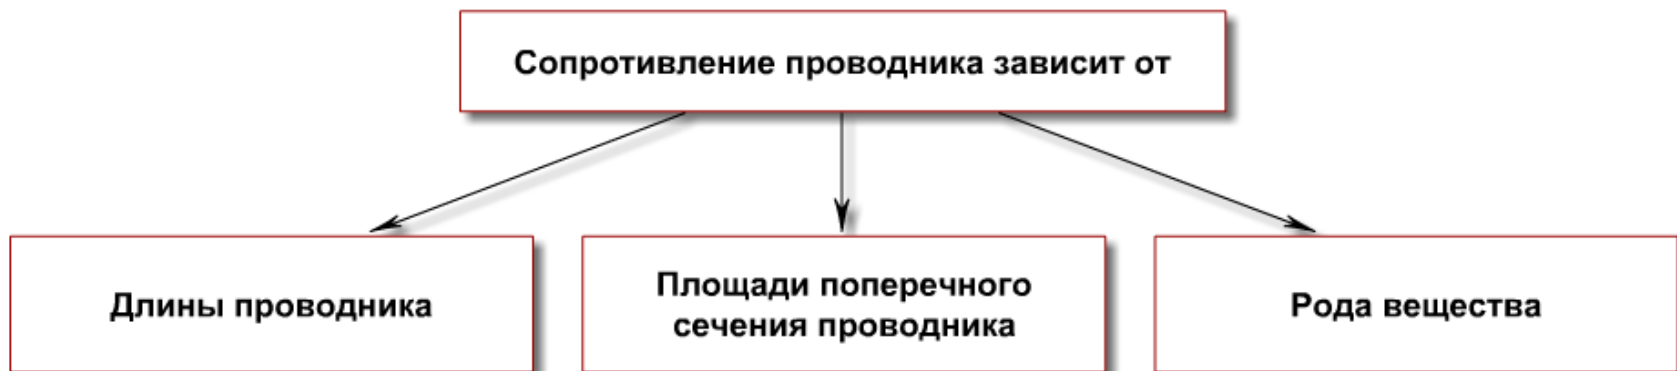 Сопротивление проводника зависит от
Длины проводника
Площади поперечного
сечения проводника
Рода вещества